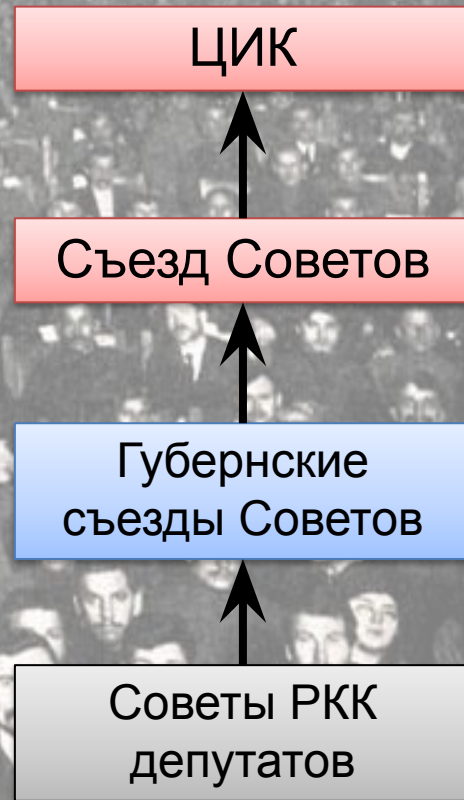 ЦИК
Съезд Советов
Губернские
съезды Советов
Советы РКК
депутатов